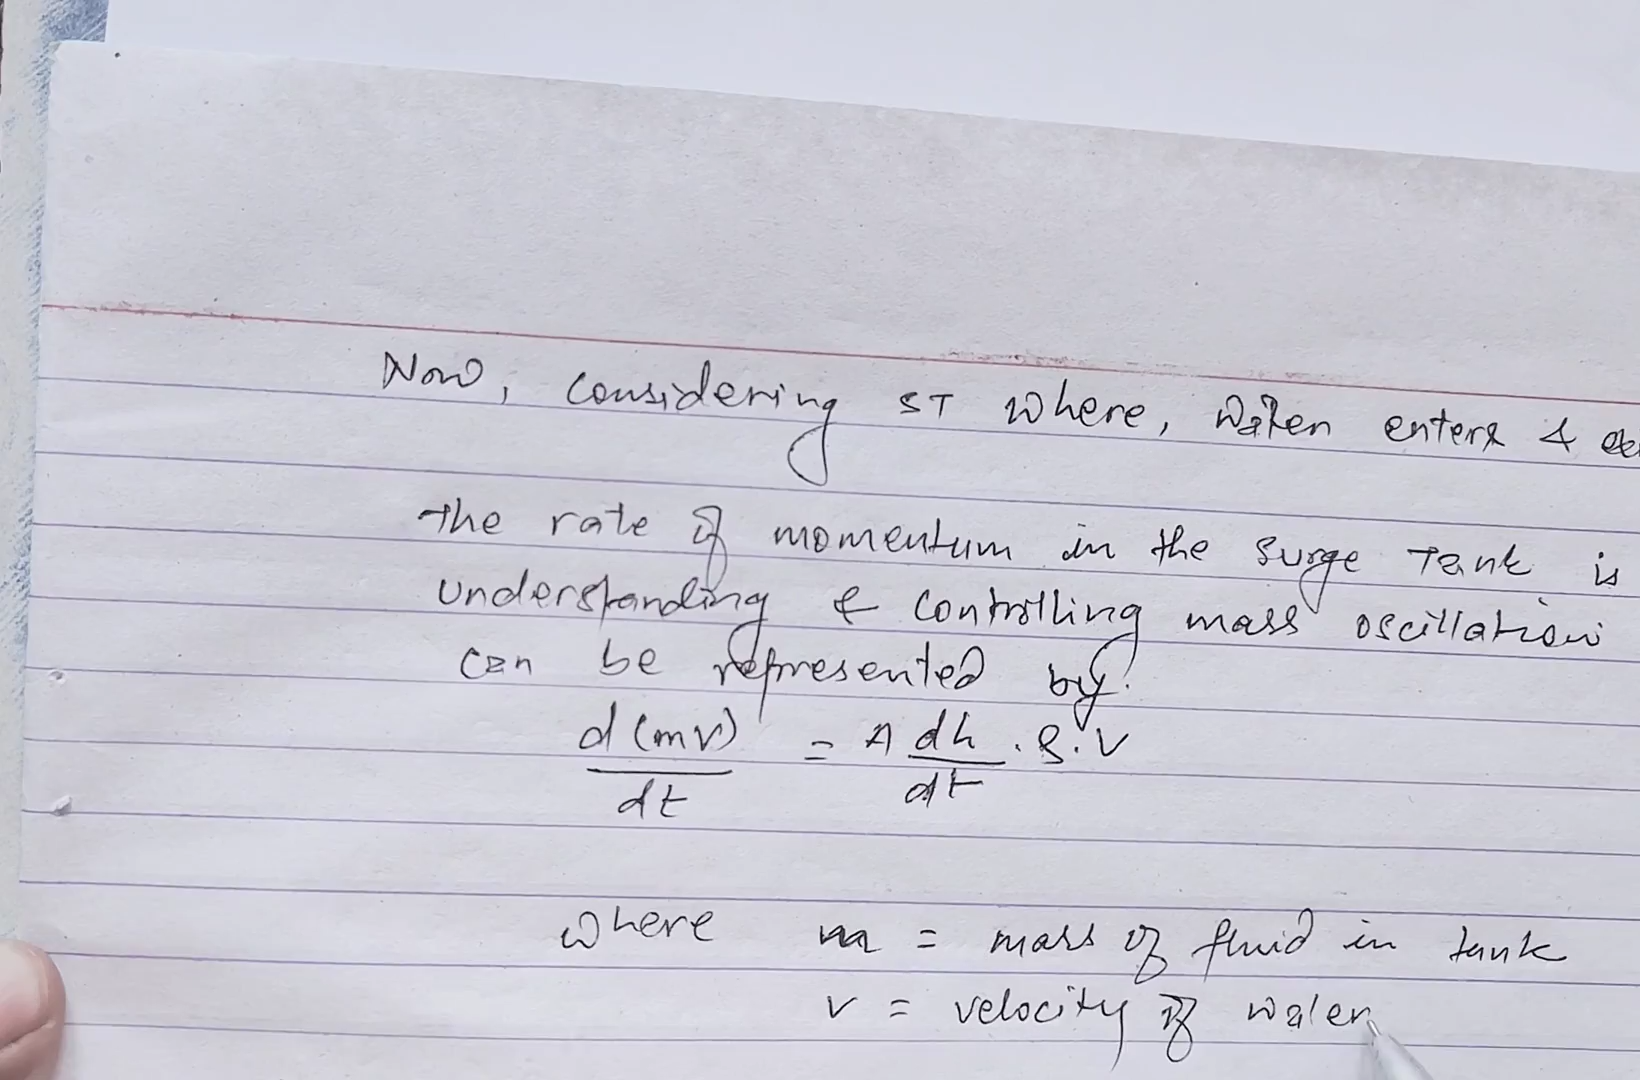 Now, considering ST where, Water enters &
the rate of momentum in the surge Tank is
understanding & controlling mass oscillation
can be represented by.
d(mv)/dt = A dh/dt . ρ . v
where m = mass of fluid in tank
v = velocity of water